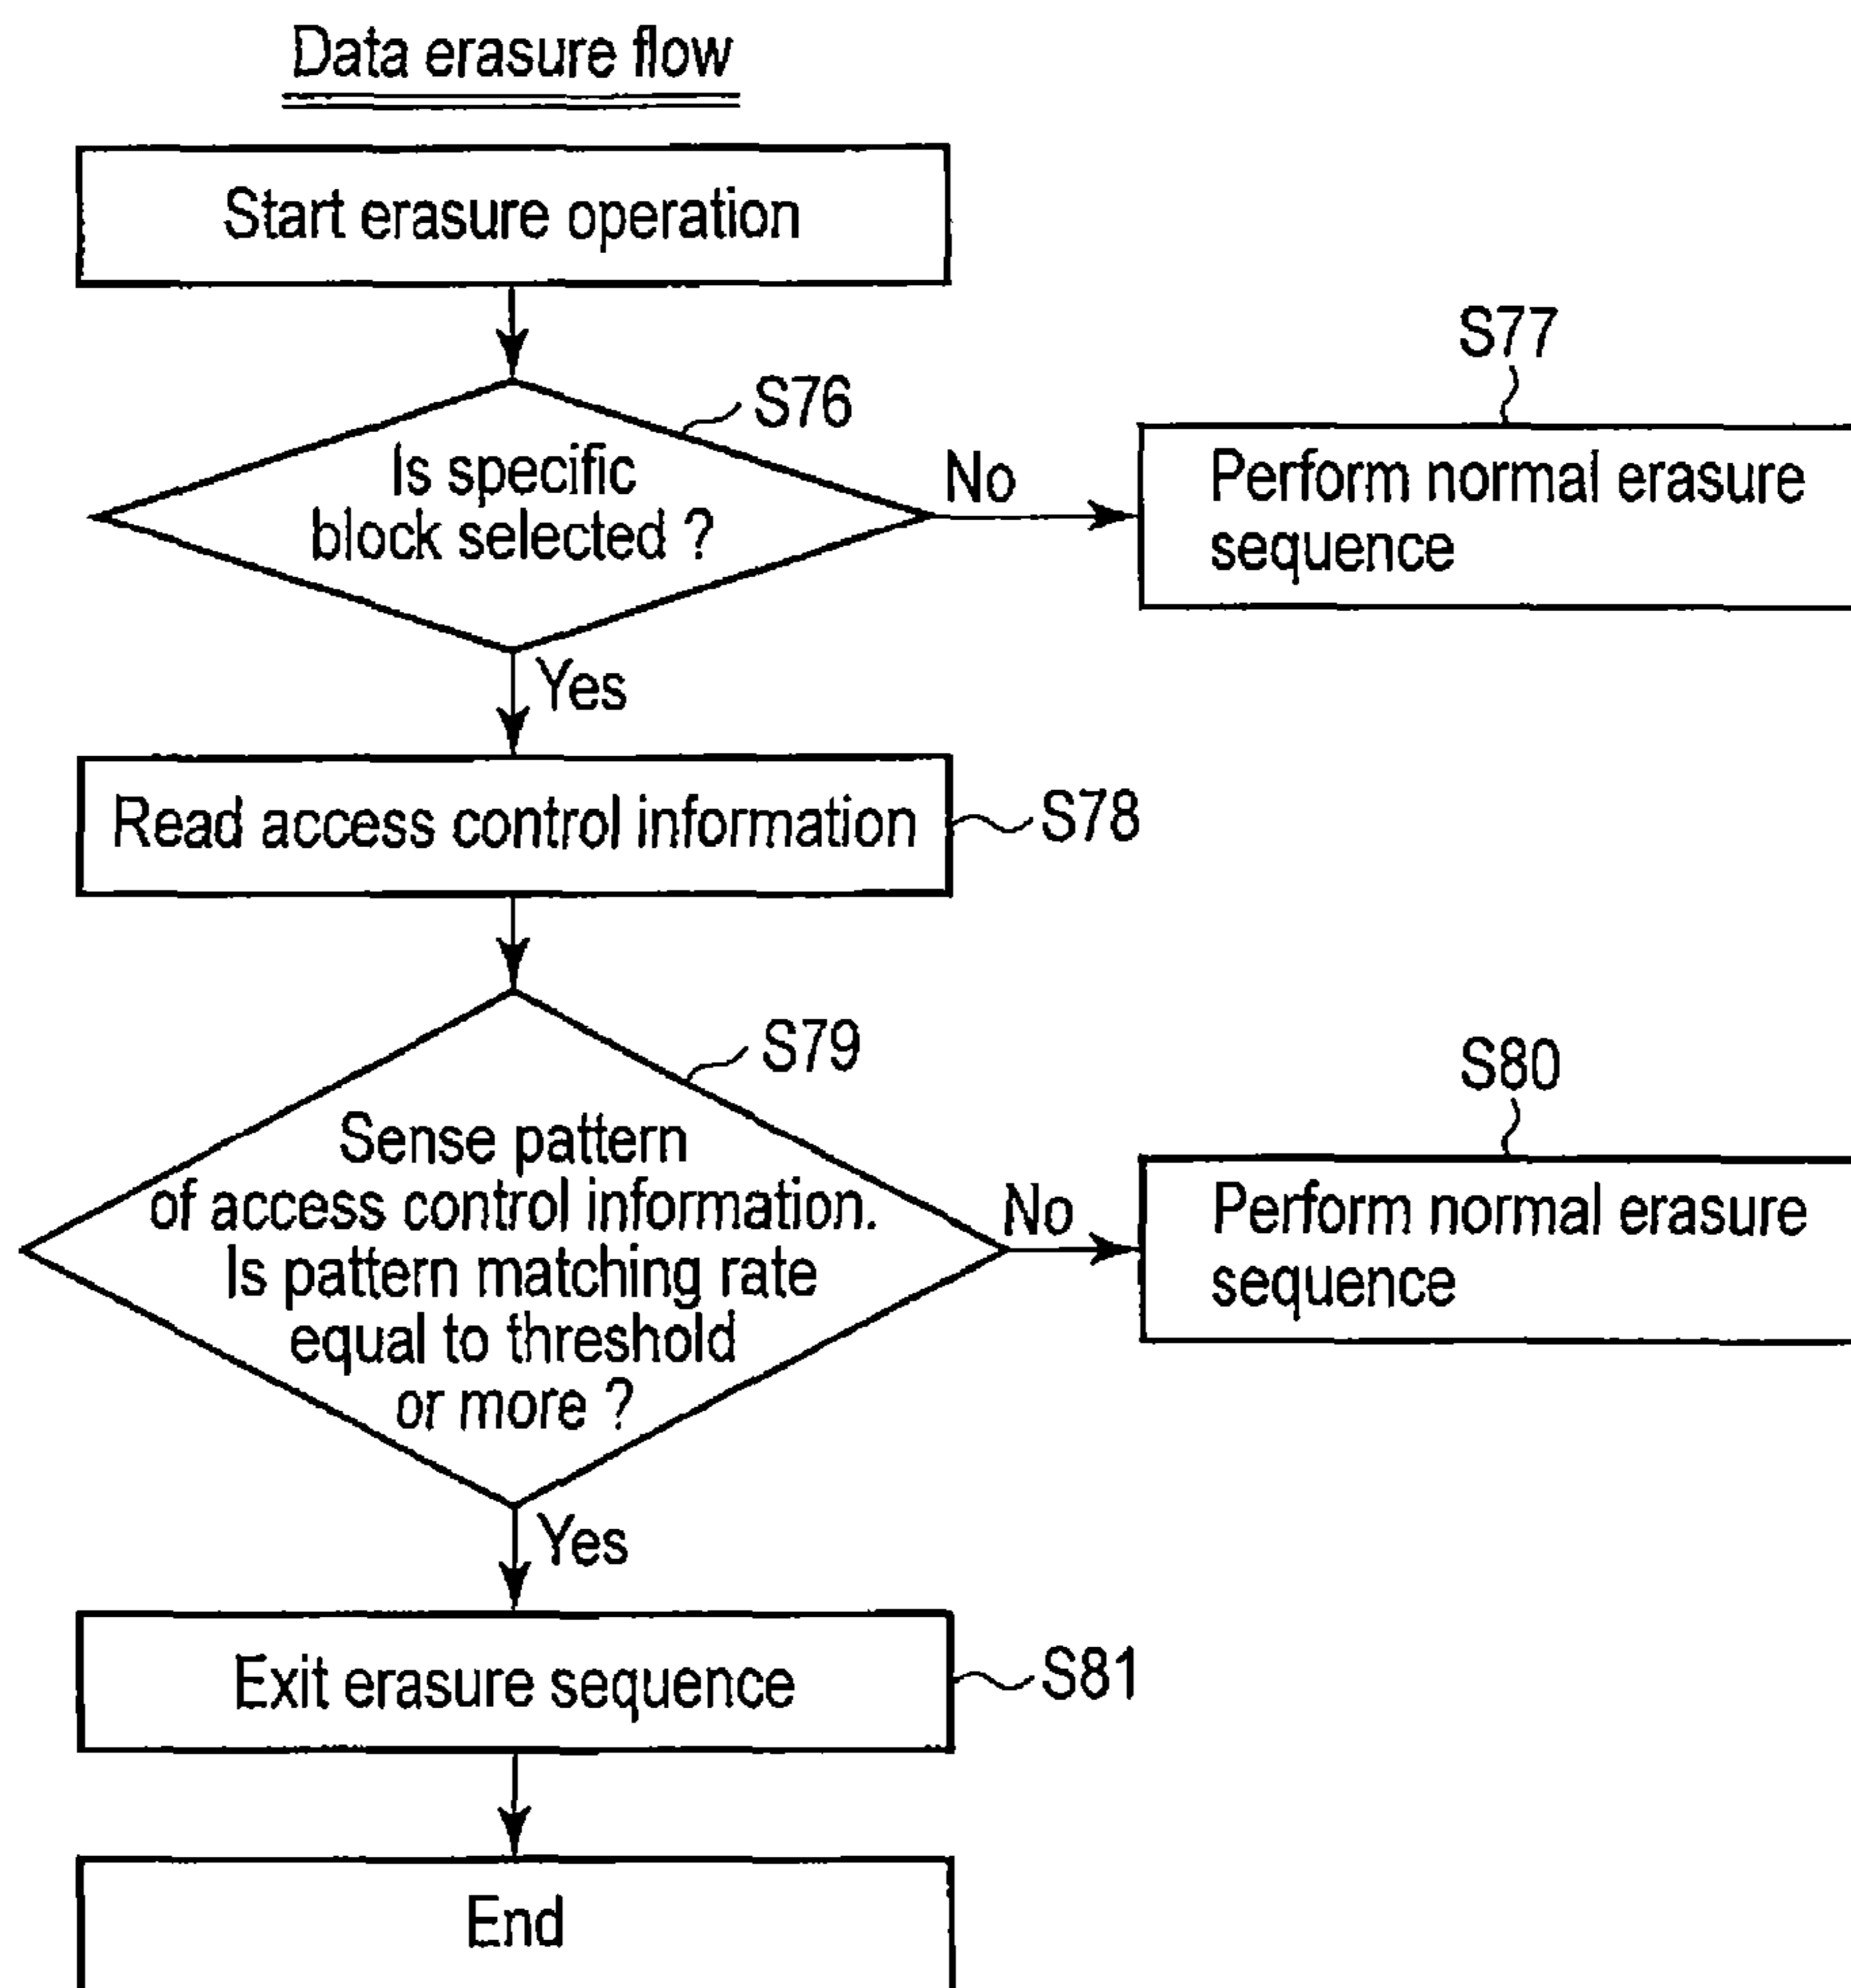 Data erasure flow
Start erasure operation
S76
Is specific
block selected ?
No
S77
Perform normal erasure
sequence
Yes
Read access control information
S78
S79
Sense pattern
of access control information.
Is pattern matching rate
equal to threshold
or more ?
No
S80
Perform normal erasure
sequence
Yes
Exit erasure sequence
S81
End